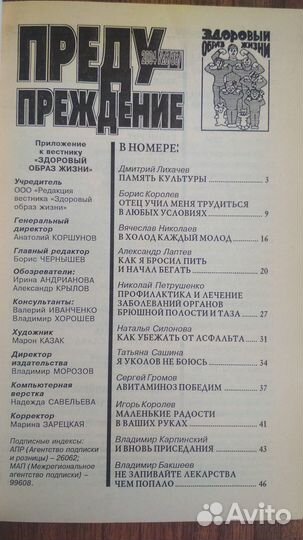 ПРЕДУ
ПРЕЖДЕНИЕ
ЗДОРОВЫЙ
ОБРАЗ ЖИЗНИ
Приложение
к вестнику
«ЗДОРОВЫЙ
ОБРАЗ ЖИЗНИ»
Учредитель
ООО «Редакция
вестника «Здоровый
образ жизни»
Генеральный
директор
Анатолий КОРШУНОВ
Главный редактор
Борис ЧЕРНЫШЕВ
Обозреватели:
Ирина АНДРИАНОВА
Александр КРЫЛОВ
Консультанты:
Валерий ИВАНЧЕНКО
Владимир ХОРОШЕВ
Художник
Марон КАЗАК
Директор
издательства
Владимир МОРОЗОВ
Компьютерная
верстка
Надежда САВЕЛЬЕВА
Корректор
Марина ЗАРЕЦКАЯ
Подписные индексы:
АПР (Агентство подписки
и розницы) – 26062;
МАП (Межрегиональное
агентство подписки) –
99608.
В НОМЕРЕ:
Дмитрий Лихачев
ПАМЯТЬ КУЛЬТУРЫ 3
Борис Королев
ОТЕЦ УЧИЛ МЕНЯ ТРУДИТЬСЯ
В ЛЮБЫХ УСЛОВИЯХ 9
Вячеслав Николаев
В ХОЛОД КАЖДЫЙ МОЛОД 16
Александр Лаптев
КАК Я БРОСИЛ ПИТЬ
И НАЧАЛ БЕГАТЬ 20
Николай Петрушенко
ПРОФИЛАКТИКА И ЛЕЧЕНИЕ
ЗАБОЛЕВАНИЙ ОРГАНОВ
БРЮШНОЙ ПОЛОСТИ И ТАЗА 27
Наталья Силонова
КАК УБЕЖАТЬ ОТ АСФАЛЬТА 31
Татьяна Сашина
Я УКОЛОВ НЕ БОЮСЬ 34
Сергей Громов
АВИТАМИНОЗ ПОБЕДИМ 37
Игорь Королев
МАЛЕНЬКИЕ РАДОСТИ
В ВАШИХ РУКАХ 41
Владимир Карпинский
И ВНОВЬ ПРИСЕДАНИЯ 43
Владимир Бакшеев
НЕ ЗАПИВАЙТЕ ЛЕКАРСТВА
ЧЕМ ПОПАЛО 46
Avito